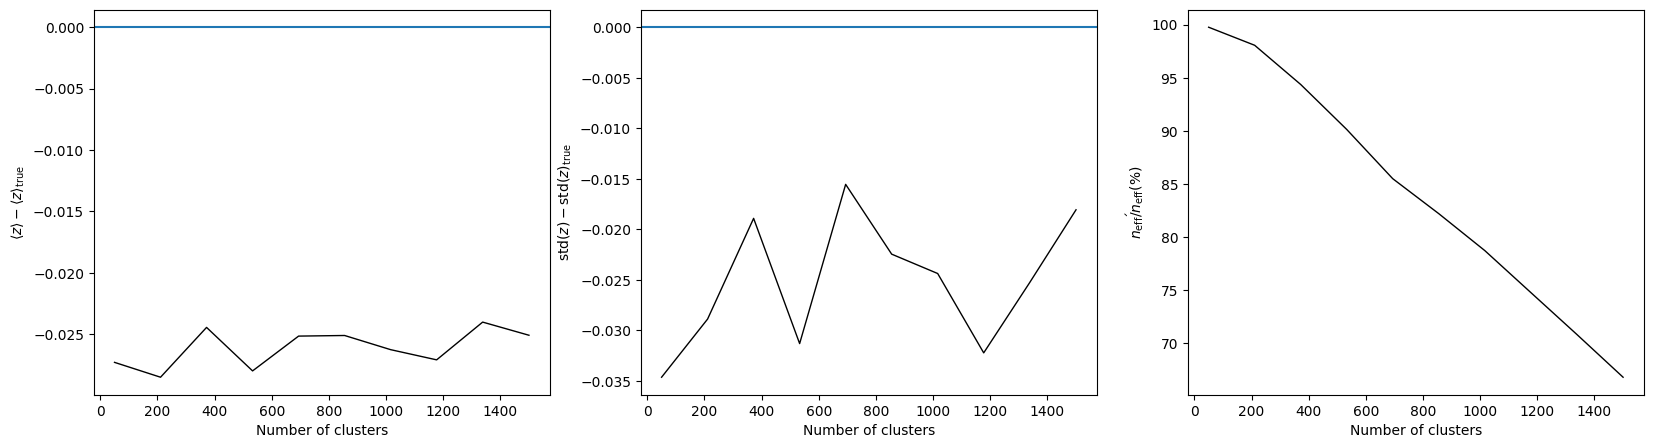 0.000
−0.005
−0.010
−0.015
−0.020
−0.025
⟨z⟩ − ⟨z⟩true
0 200 400 600 800 1000 1200 1400
Number of clusters
0.000
−0.005
−0.010
−0.015
−0.020
−0.025
−0.030
−0.035
std(z) − std(z)true
0 200 400 600 800 1000 1200 1400
Number of clusters
100
95
90
85
80
75
70
n′eff/neff(%)
0 200 400 600 800 1000 1200 1400
Number of clusters